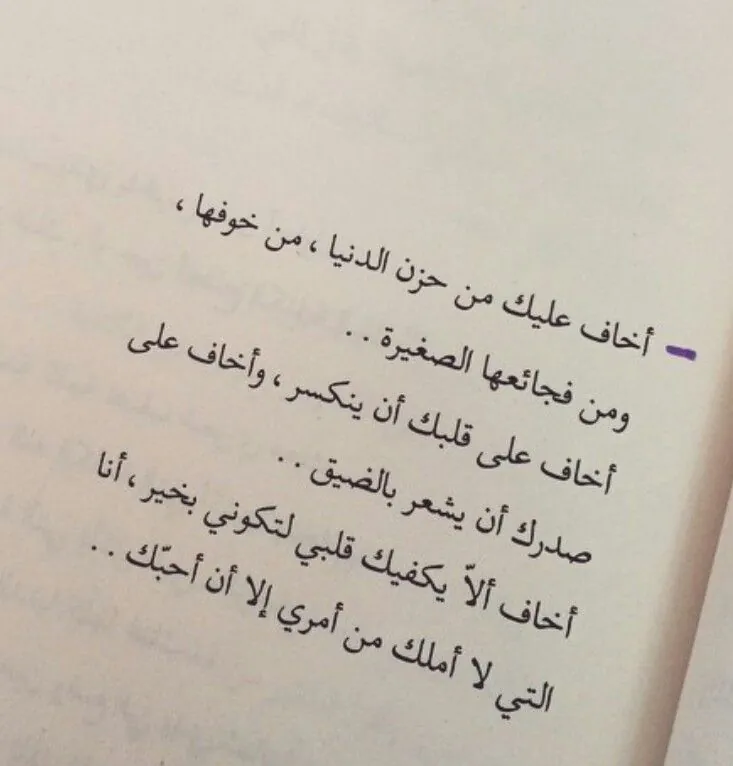 أخاف عليك من حزن الدنيا ، من خوفها ،
ومن فجائعها الصغيرة . .
أخاف على قلبك أن ينكسر ، وأخاف على
صدرك أن يشعر بالضيق . .
أخاف ألاّ يكفيك قلبي لتكوني بخير ، أنا
التي لا أملك من أمري إلا أن أحبّك . .